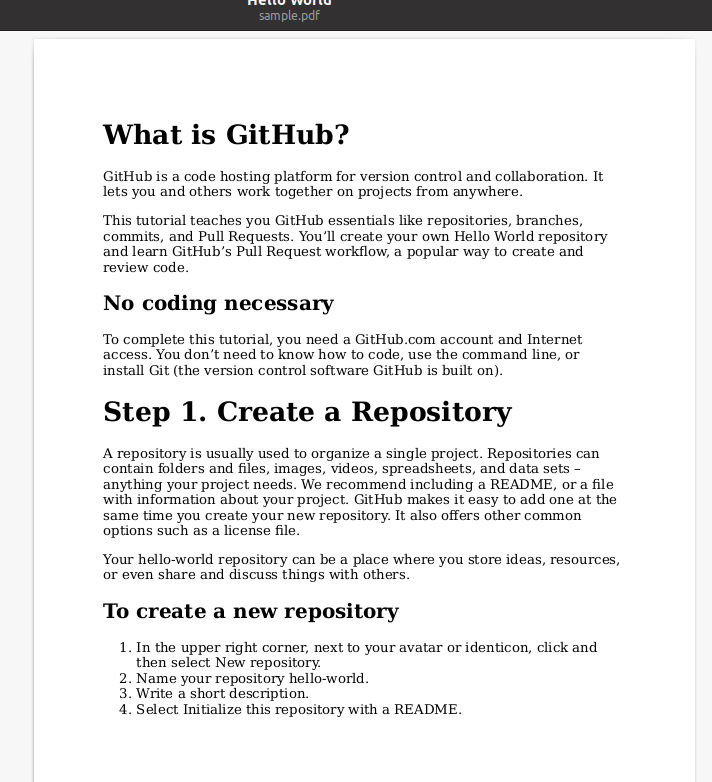 Hello World
sample.pdf
What is GitHub?
GitHub is a code hosting platform for version control and collaboration. It
lets you and others work together on projects from anywhere.
This tutorial teaches you GitHub essentials like repositories, branches,
commits, and Pull Requests. You’ll create your own Hello World repository
and learn GitHub’s Pull Request workflow, a popular way to create and
review code.
No coding necessary
To complete this tutorial, you need a GitHub.com account and Internet
access. You don’t need to know how to code, use the command line, or
install Git (the version control software GitHub is built on).
Step 1. Create a Repository
A repository is usually used to organize a single project. Repositories can
contain folders and files, images, videos, spreadsheets, and data sets –
anything your project needs. We recommend including a README, or a file
with information about your project. GitHub makes it easy to add one at the
same time you create your new repository. It also offers other common
options such as a license file.
Your hello-world repository can be a place where you store ideas, resources,
or even share and discuss things with others.
To create a new repository
1. In the upper right corner, next to your avatar or identicon, click and
then select New repository.
2. Name your repository hello-world.
3. Write a short description.
4. Select Initialize this repository with a README.